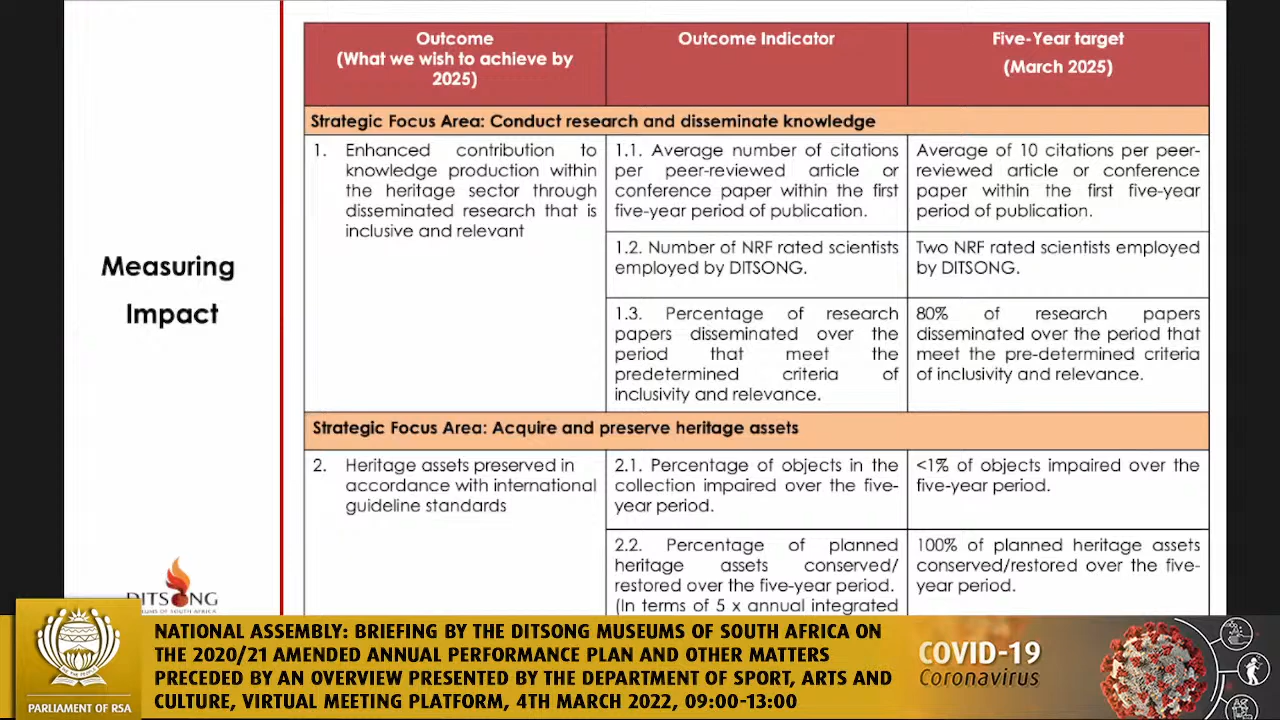 Measuring
Impact
Outcome
(What we wish to achieve by
2025)
Outcome Indicator
Five-Year target
(March 2025)
Strategic Focus Area: Conduct research and disseminate knowledge
1. Enhanced contribution to
knowledge production within
the heritage sector through
disseminated research that is
inclusive and relevant
1.1. Average number of citations
per peer-reviewed article or
conference paper within the first
five-year period of publication.
Average of 10 citations per peer-
reviewed article or conference
paper within the first five-year
period of publication.
1.2. Number of NRF rated scientists
employed by DITSONG.
Two NRF rated scientists employed
by DITSONG.
1.3. Percentage of research
papers disseminated over the
period that meet the
predetermined criteria of
inclusivity and relevance.
80% of research papers
disseminated over the period that
meet the pre-determined criteria
of inclusivity and relevance.
Strategic Focus Area: Acquire and preserve heritage assets
2. Heritage assets preserved in
accordance with international
guideline standards
2.1. Percentage of objects in the
collection impaired over the five-
year period.
<1% of objects impaired over the
five-year period.
2.2. Percentage of planned
heritage assets conserved/
restored over the five-year period.
(In terms of 5 x annual integrated
100% of planned heritage assets
conserved/restored over the five-
year period.
DITSONG
MUSEUMS OF SOUTH AFRICA
PARLIAMENT OF RSA
NATIONAL ASSEMBLY: BRIEFING BY THE DITSONG MUSEUMS OF SOUTH AFRICA ON
THE 2020/21 AMENDED ANNUAL PERFORMANCE PLAN AND OTHER MATTERS
PRECEDED BY AN OVERVIEW PRESENTED BY THE DEPARTMENT OF SPORT, ARTS AND
CULTURE, VIRTUAL MEETING PLATFORM, 4TH MARCH 2022, 09:00-13:00
COVID-19
Coronavirus